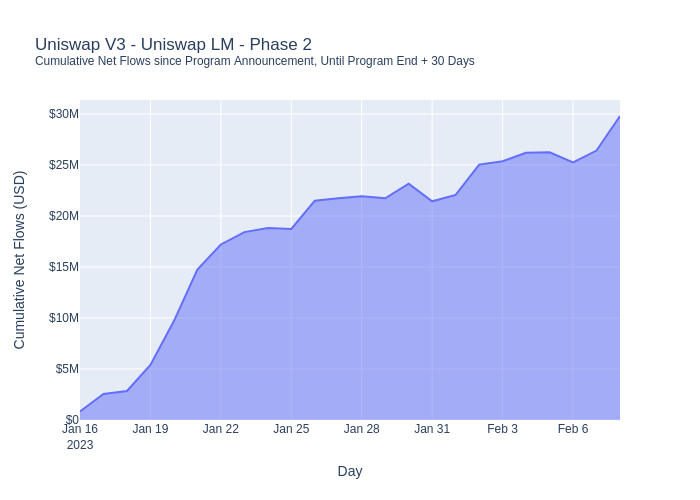 Uniswap V3 - Uniswap LM - Phase 2
Cumulative Net Flows since Program Announcement, Until Program End + 30 Days
Cumulative Net Flows (USD)
$30M
$25M
$20M
$15M
$10M
$5M
$0
Jan 16 Jan 19 Jan 22 Jan 25 Jan 28 Jan 31 Feb 3 Feb 6
2023
Day